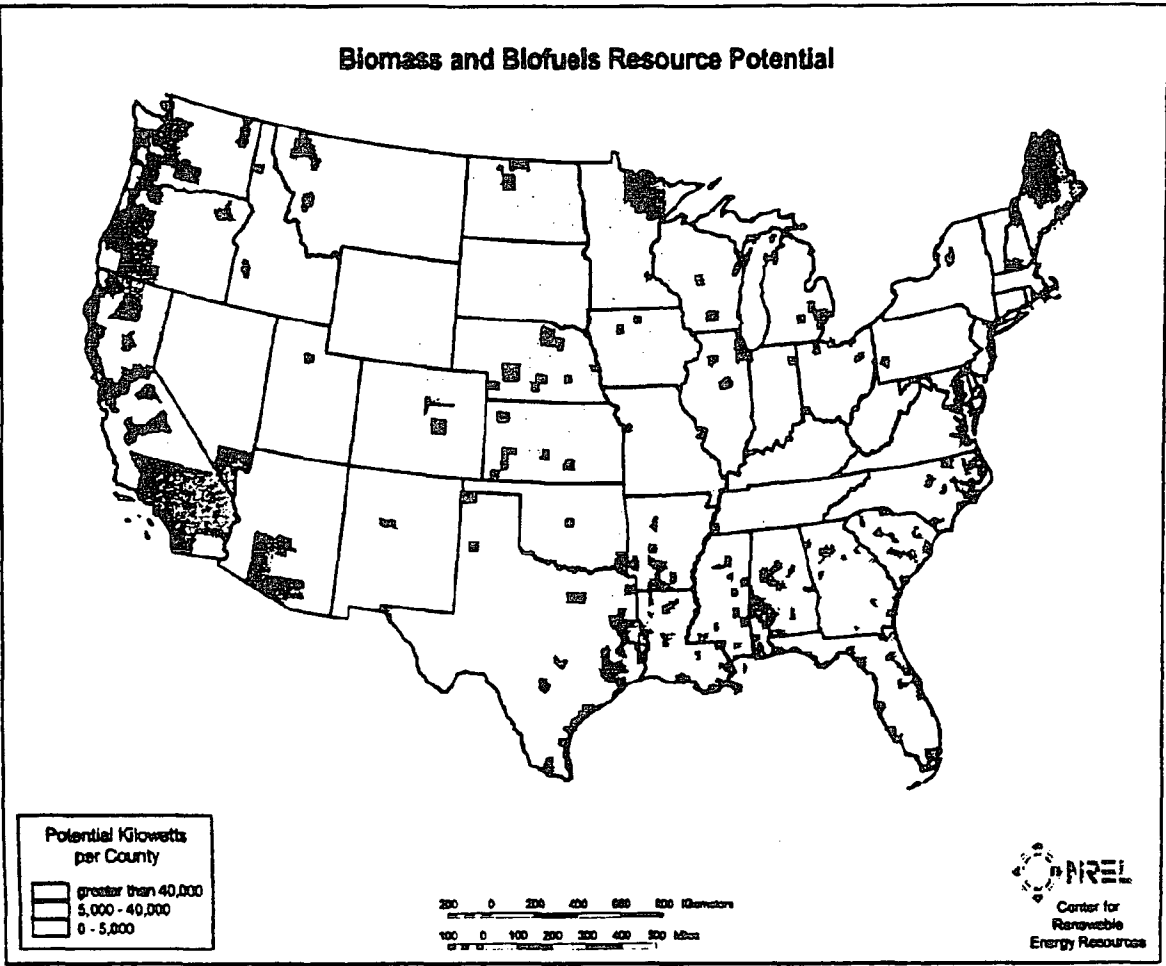 Biomass and Biofuels Resource Potential
Potential Kilowatts
per County
greater than 40,000
5,000 - 40,000
0 - 5,000
200 0 200 400 600 800 Kilometers
100 0 100 200 300 400 500 Miles
NREL
Center for
Renewable
Energy Resources